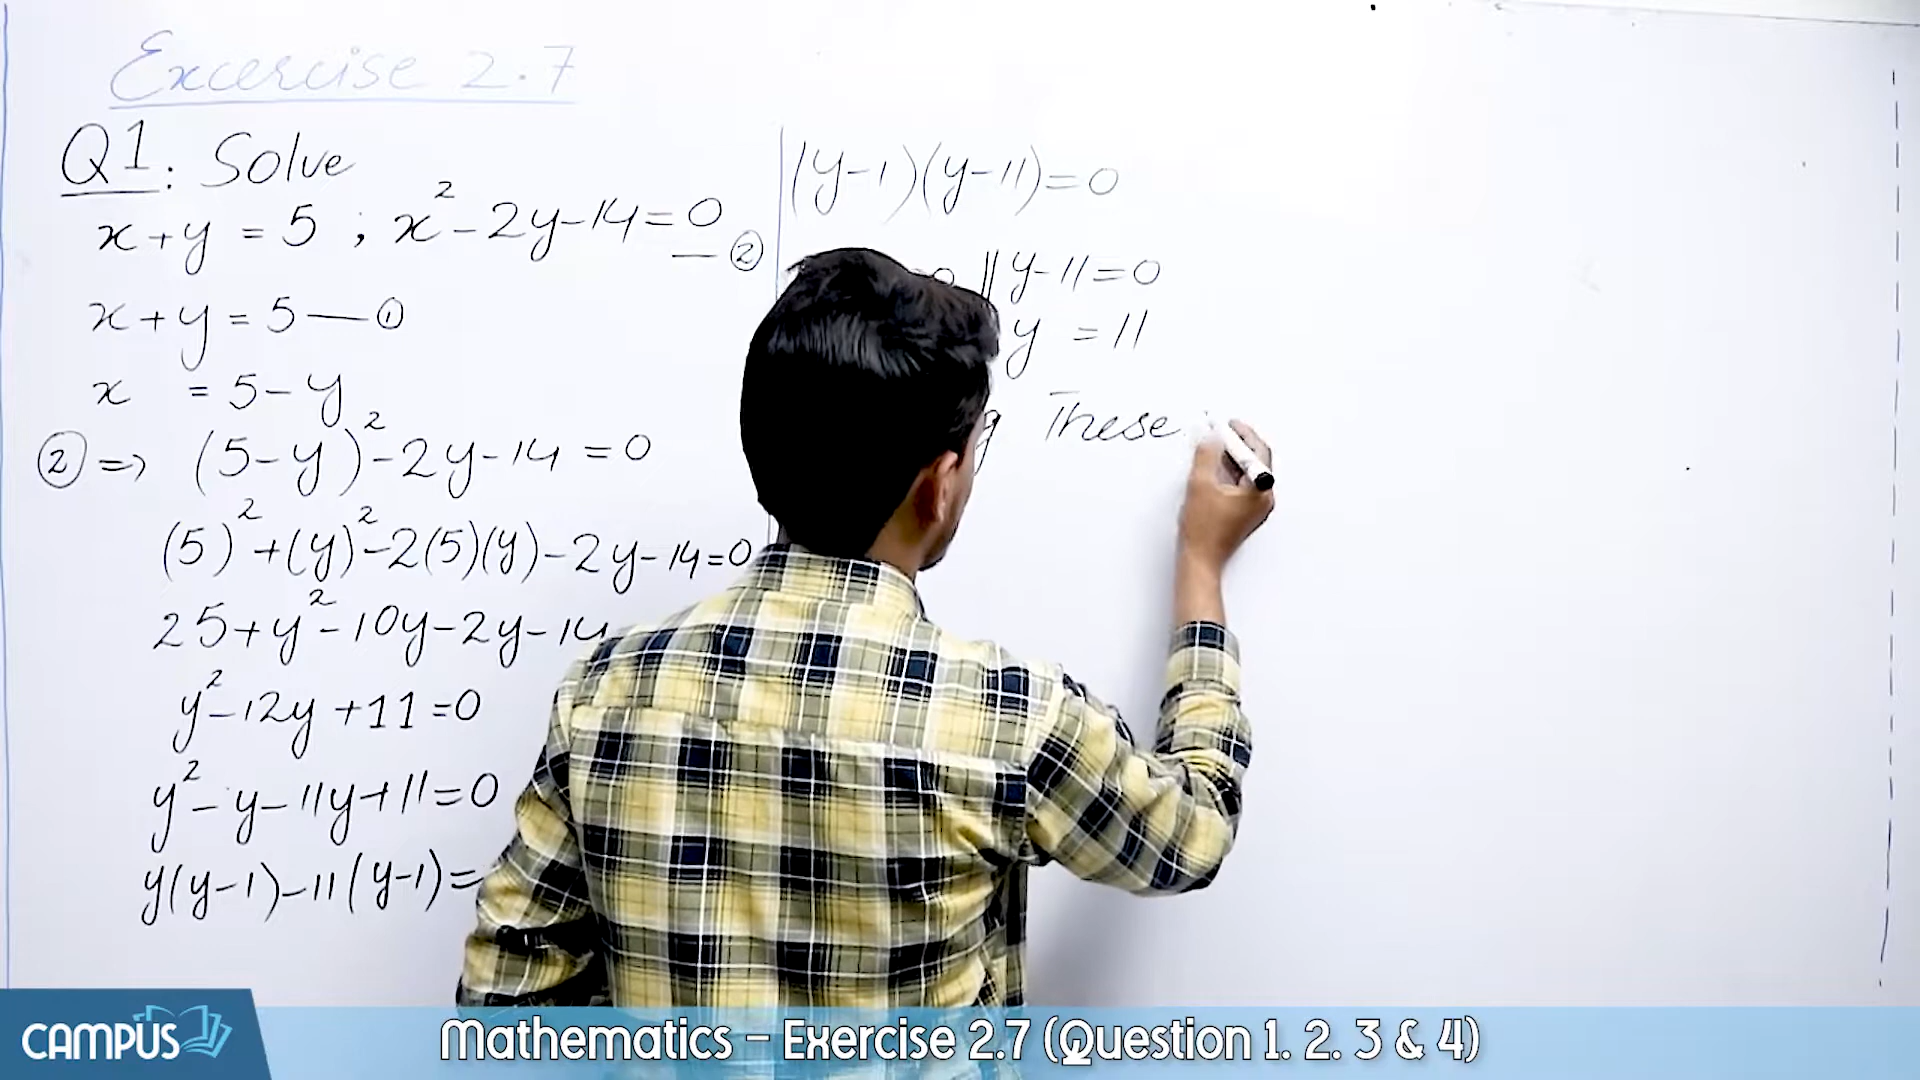 Excercise 2.7
Q1: Solve
x+y = 5 ; x²-2y-14=0 — ②
x+y=5 — ①
x = 5-y
② => (5-y)²-2y-14=0
(5)²+(y)²-2(5)(y)-2y-14=0
25+y²-10y-2y-14
y²-12y+11=0
y²-y-11y+11=0
y(y-1)-11(y-1)=
(y-1)(y-11)=0
|| y-11=0
y = 11
These
CAMPUS
Mathematics – Exercise 2.7 (Question 1. 2. 3 & 4)